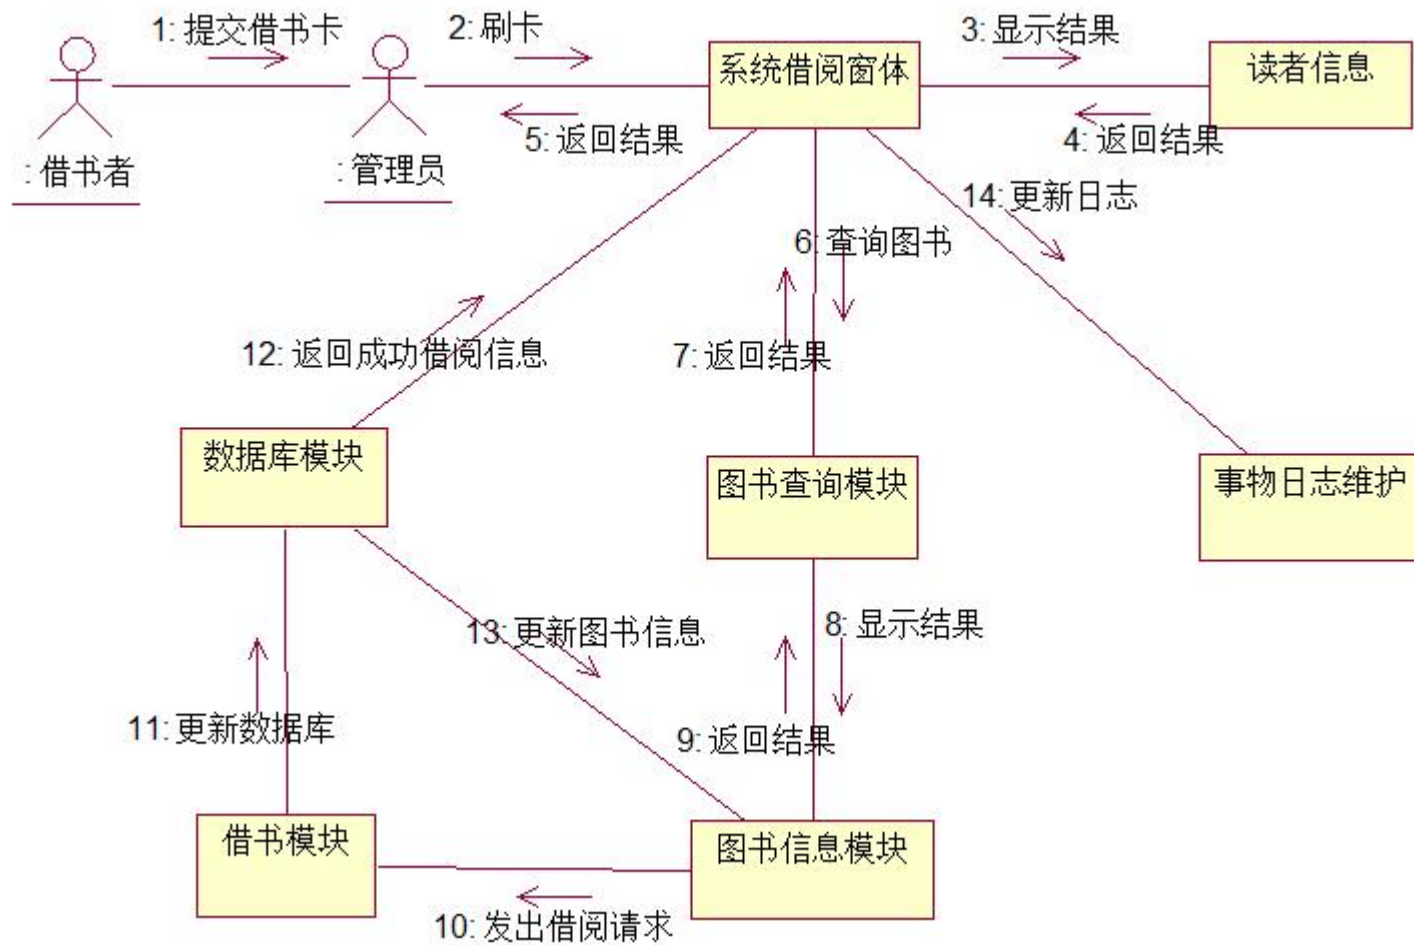 1: 提交借书卡
2: 刷卡
3: 显示结果
系统借阅窗体
读者信息
5: 返回结果
4: 返回结果
: 借书者
: 管理员
14: 更新日志
6: 查询图书
12: 返回成功借阅信息
7: 返回结果
数据库模块
图书查询模块
事物日志维护
13: 更新图书信息
8: 显示结果
11: 更新数据库
9: 返回结果
借书模块
图书信息模块
10: 发出借阅请求